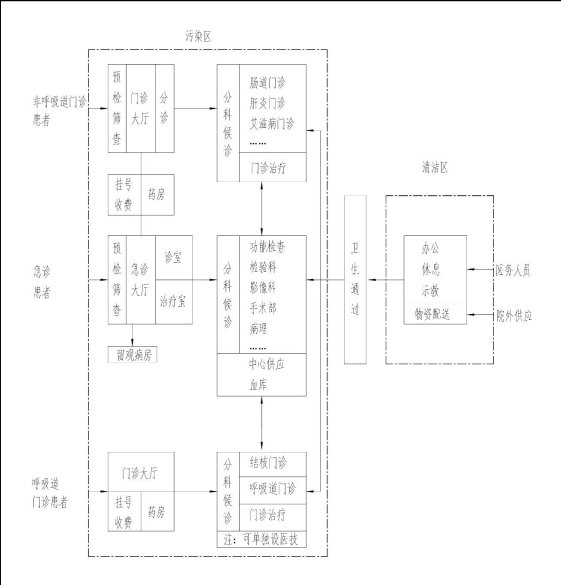 污染区
非呼吸道门诊
患者
预检筛查
门诊
大厅
分诊
分科候诊
肠道门诊
肝炎门诊
艾滋病门诊
……
门诊治疗
挂号
收费
药房
急诊
患者
预检筛查
急诊
大厅
诊室
治疗室
留观病房
分科候诊
功能检查
检验科
影像科
手术部
病理
……
中心供应
血库
卫生通过
清洁区
办公
休息
示教
物资配送
医务人员
院外供应
呼吸道
门诊患者
门诊大厅
挂号
收费
药房
分科候诊
结核门诊
呼吸道门诊
门诊治疗
注：可单独设医技